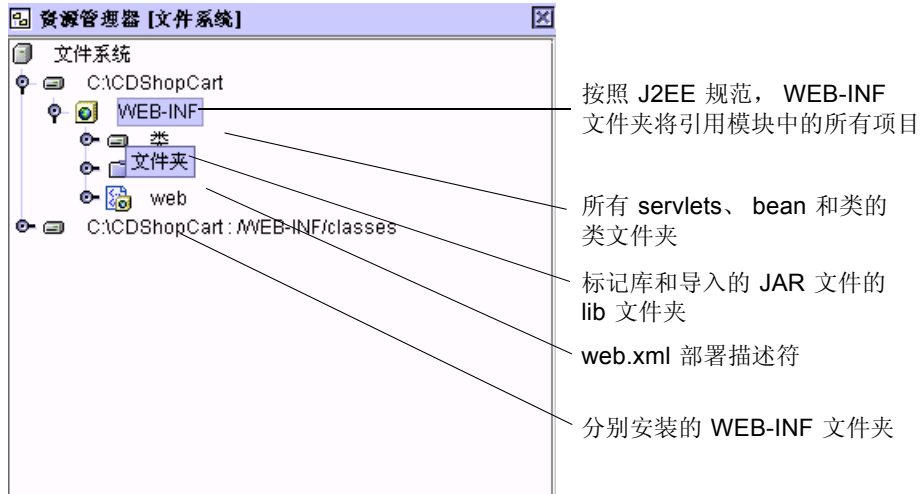 资源管理器 [文件系统]
文件系统
C:\CDShopCart
WEB-INF
类
文件夹
web
C:\CDShopCart : /WEB-INF/classes
按照 J2EE 规范， WEB-INF
文件夹将引用模块中的所有项目
所有 servlets、 bean 和类的
类文件夹
标记库和导入的 JAR 文件的
lib 文件夹
web.xml 部署描述符
分别安装的 WEB-INF 文件夹